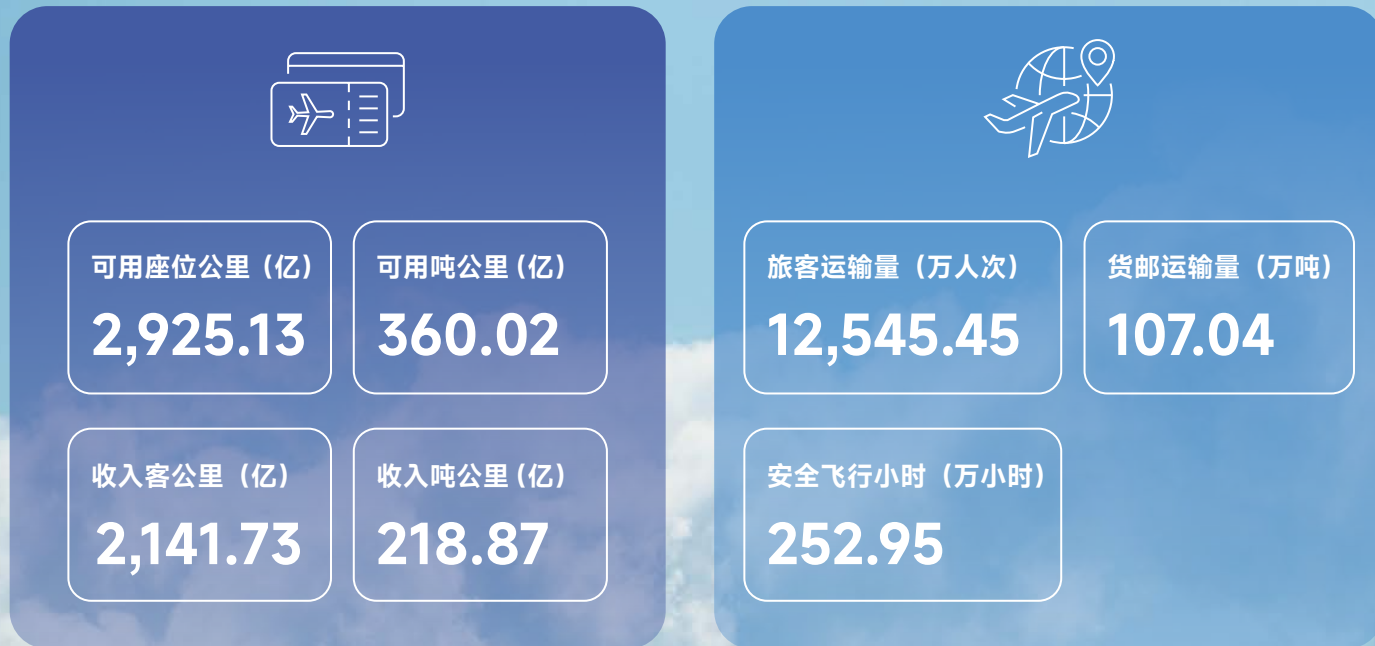 可用座位公里（亿）
2,925.13
可用吨公里（亿）
360.02
收入客公里（亿）
2,141.73
收入吨公里（亿）
218.87
旅客运输量（万人次）
12,545.45
货邮运输量（万吨）
107.04
安全飞行小时（万小时）
252.95